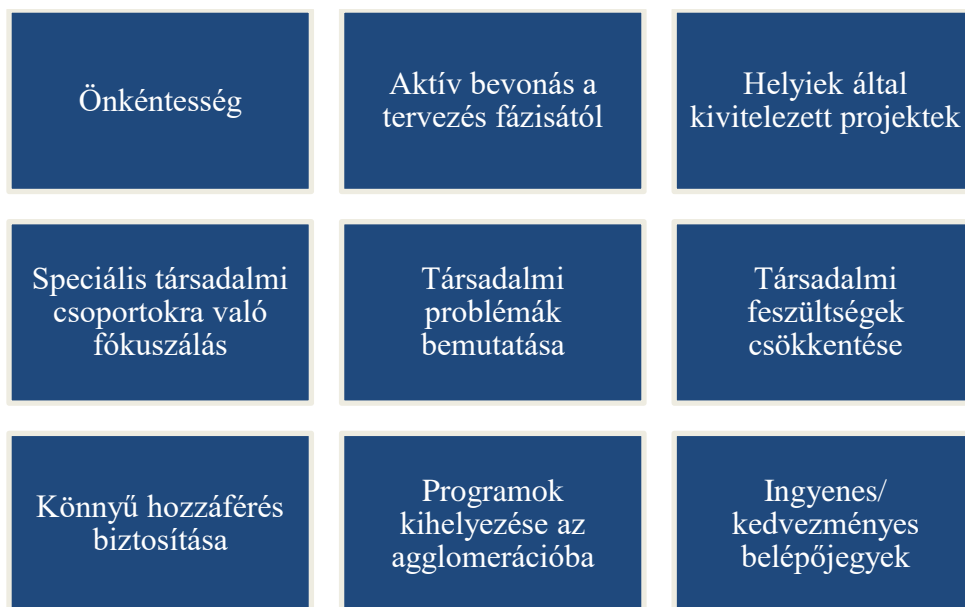 Önkéntesség
Aktív bevonás a
tervezés fázisától
Helyiek által
kivitelezett projektek
Speciális társadalmi
csoportokra való
fókuszálás
Társadalmi
problémák
bemutatása
Társadalmi
feszültségek
csökkentése
Könnyű hozzáférés
biztosítása
Programok
kihelyezése az
agglomerációba
Ingyenes/
kedvezményes
belépőjegyek